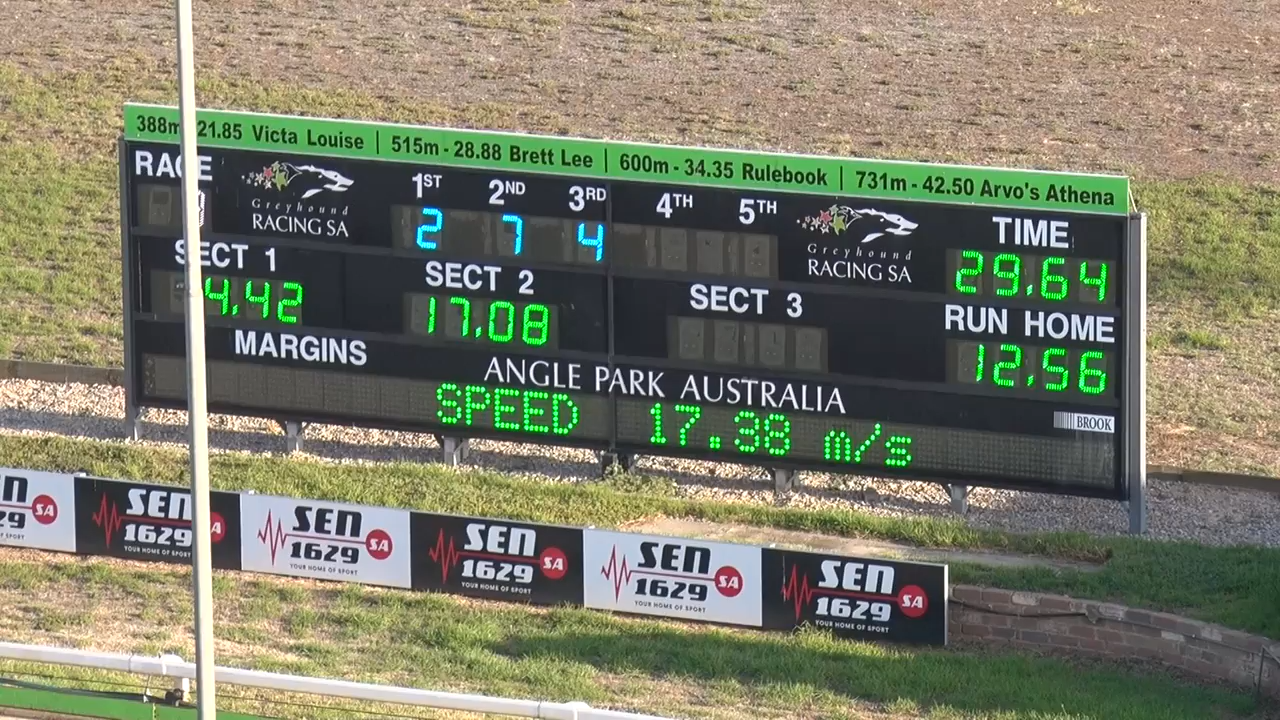 388m 21.85 Victa Louise | 515m - 28.88 Brett Lee | 600m - 34.35 Rulebook | 731m - 42.50 Arvo's Athena
RACE
Greyhound
RACING SA
1ST 2ND 3RD 4TH 5TH
2 7 4
Greyhound
RACING SA
TIME
29.64
SECT 1
4.42
SECT 2
17.08
SECT 3
RUN HOME
12.56
MARGINS
ANGLE PARK AUSTRALIA
SPEED 17.38 m/s
BROOK
SEN
1629 SA
YOUR HOME OF SPORT
SEN
1629 SA
YOUR HOME OF SPORT
SEN
1629 SA
YOUR HOME OF SPORT
SEN
1629 SA
YOUR HOME OF SPORT
SEN
1629 SA
YOUR HOME OF SPORT